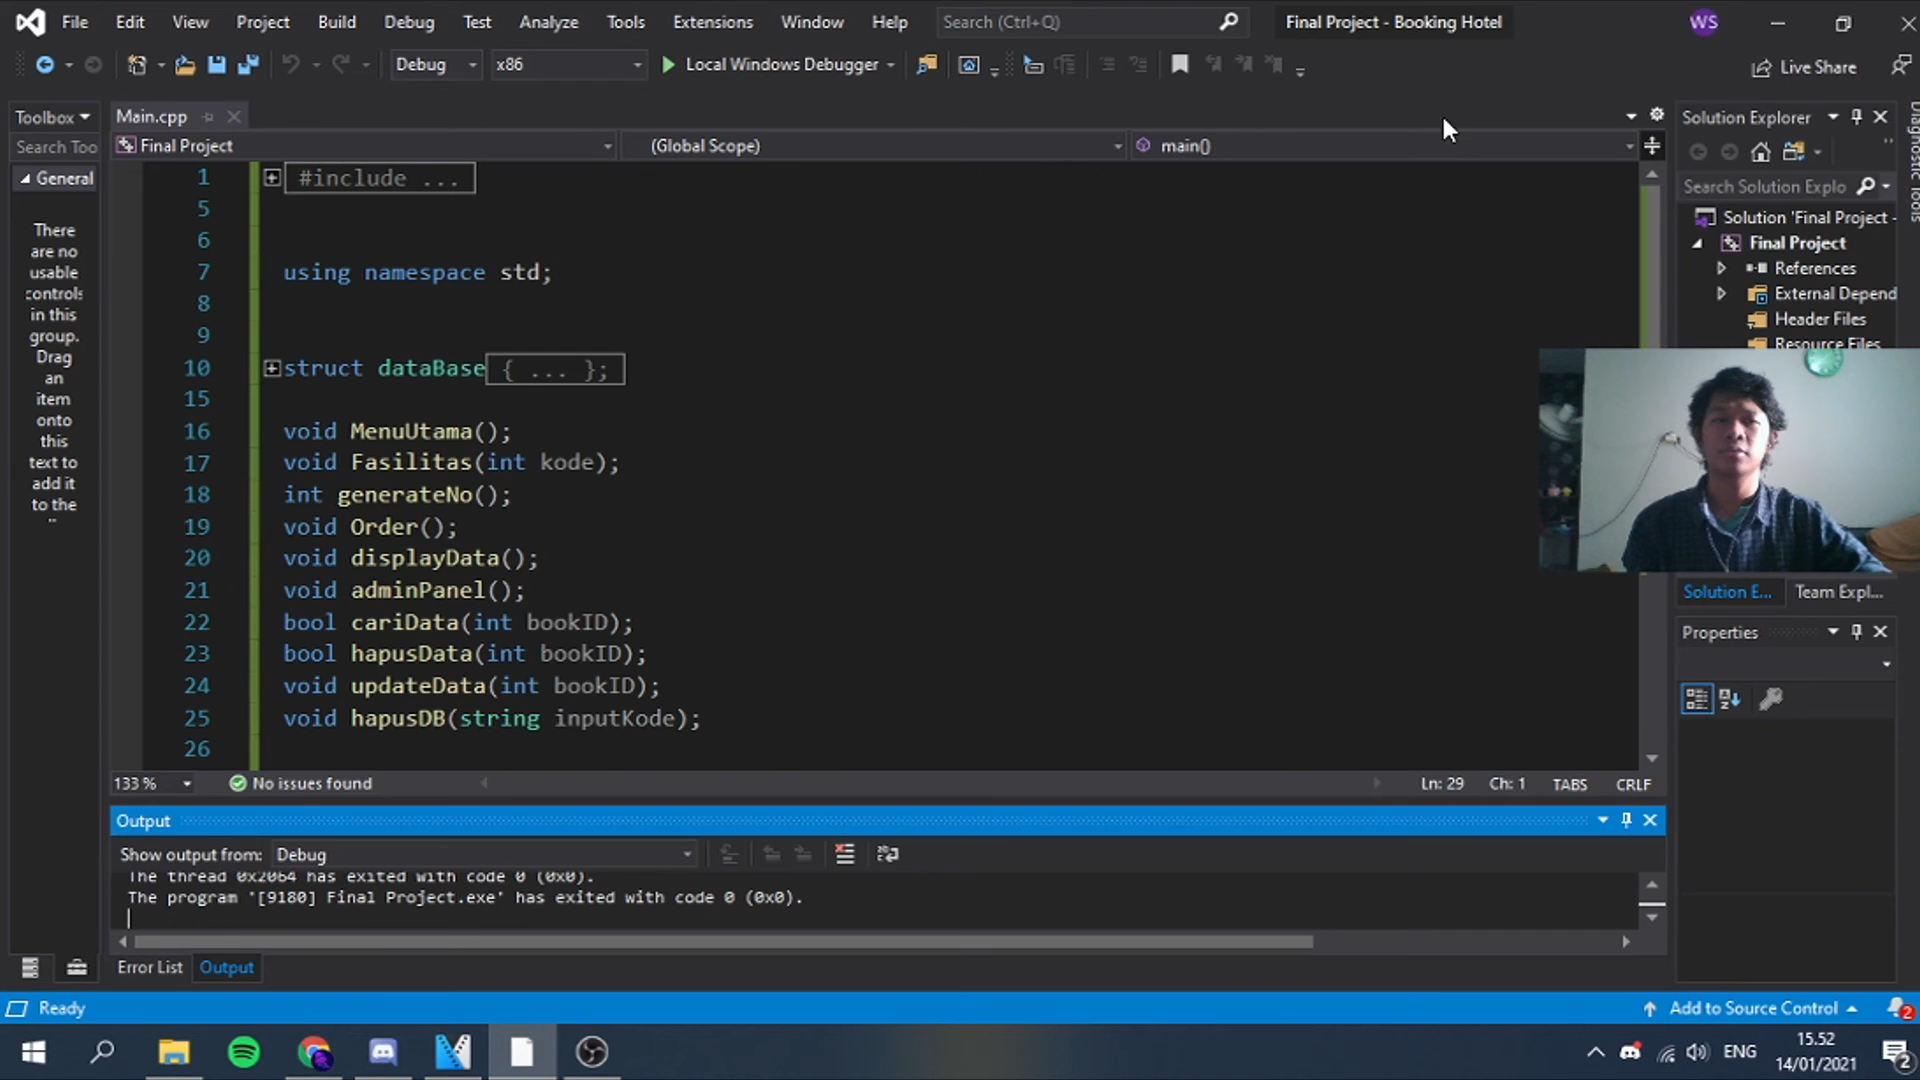 File Edit View Project Build Debug Test Analyze Tools Extensions Window Help Search (Ctrl+Q) Final Project - Booking Hotel WS
Debug x86 Local Windows Debugger Live Share
Toolbox Main.cpp Solution Explorer
Search Too Final Project (Global Scope) main()
General
There
are no
usable
controls
in this
group.
Drag
an
item
onto
this
text to
add it
to the
1 #include ...
5
6
7 using namespace std;
8
9
10 struct dataBase { ... };
15
16 void MenuUtama();
17 void Fasilitas(int kode);
18 int generateNo();
19 void Order();
20 void displayData();
21 void adminPanel();
22 bool cariData(int bookID);
23 bool hapusData(int bookID);
24 void updateData(int bookID);
25 void hapusDB(string inputKode);
26
133 % No issues found Ln: 29 Ch: 1 TABS CRLF
Output
Show output from: Debug
The thread 0x2064 has exited with code 0 (0x0).
The program '[9180] Final Project.exe' has exited with code 0 (0x0).
Error List Output
Search Solution Explo
Solution 'Final Project -
Final Project
References
External Depend
Header Files
Resource Files
Solution E... Team Expl...
Properties
Diagnostic Tools
Ready Add to Source Control 2
ENG 15.52
14/01/2021 2